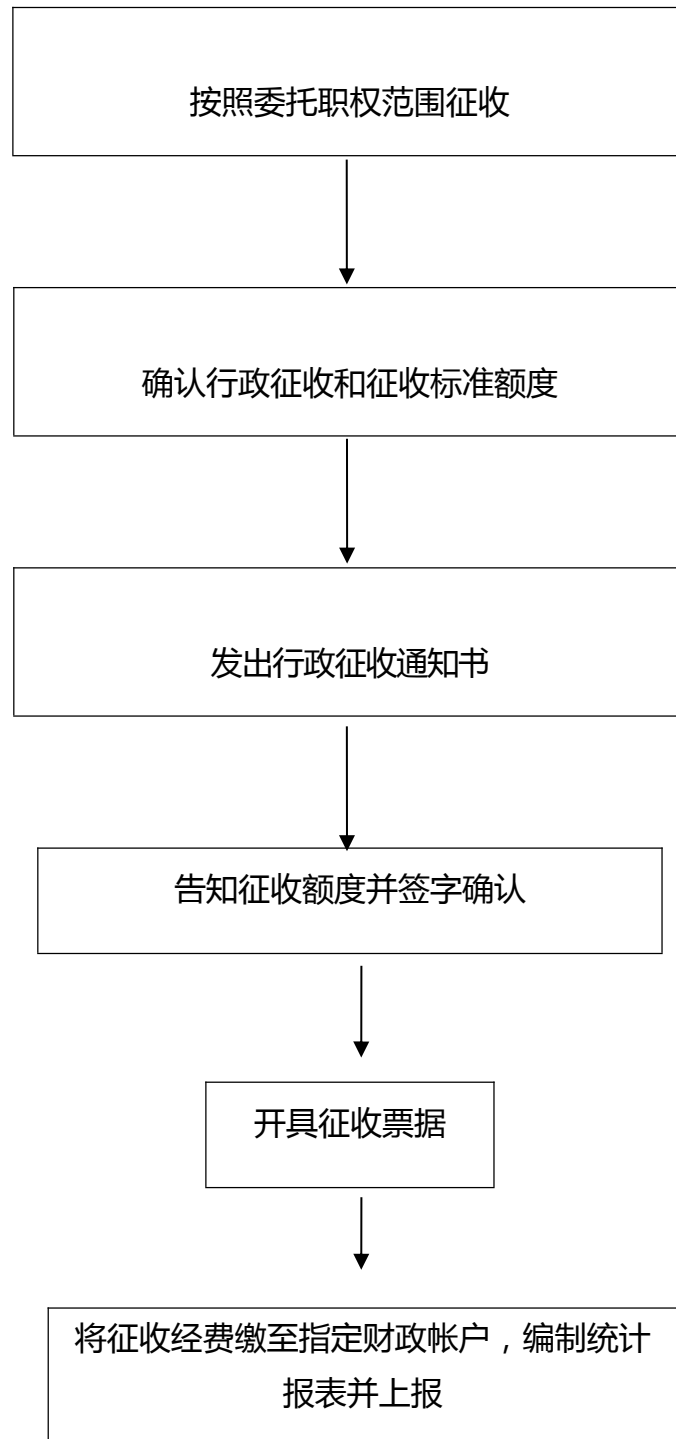 按照委托职权范围征收
确认行政征收和征收标准额度
发出行政征收通知书
告知征收额度并签字确认
开具征收票据
将征收经费缴至指定财政帐户，编制统计
报表并上报